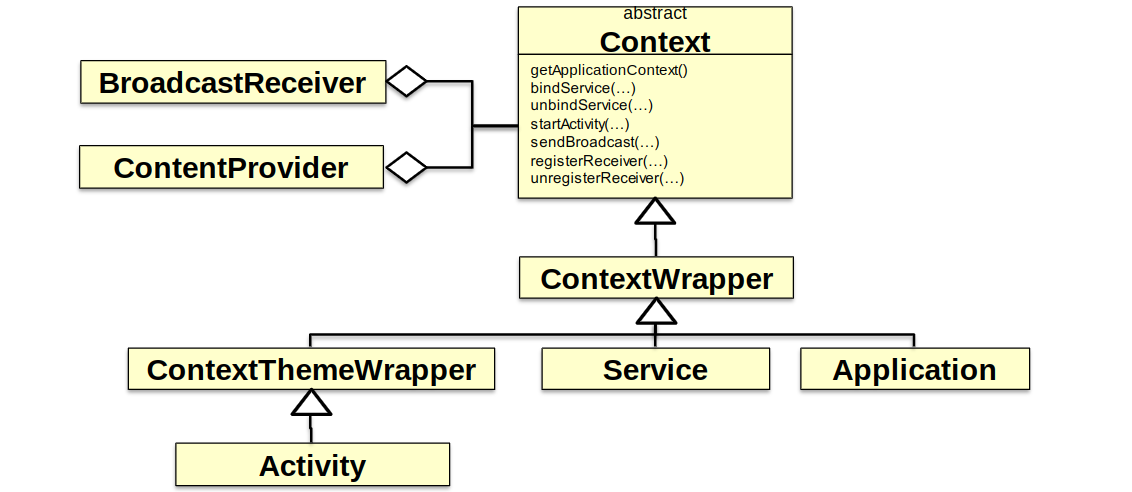 abstract
Context
getApplicationContext()
bindService(…)
unbindService(…)
startActivity(…)
sendBroadcast(…)
registerReceiver(…)
unregisterReceiver(…)
BroadcastReceiver
ContentProvider
ContextWrapper
ContextThemeWrapper
Service
Application
Activity